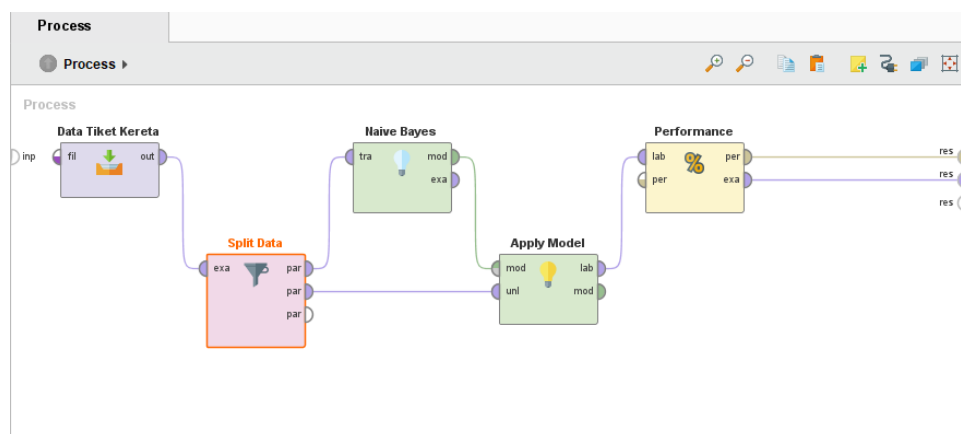 Process
Process
Process
Data Tiket Kereta
Naive Bayes
Performance
inp
fil
out
tra
mod
exa
lab
per
per
exa
res
res
res
Split Data
Apply Model
exa
par
par
par
mod
lab
unl
mod
%